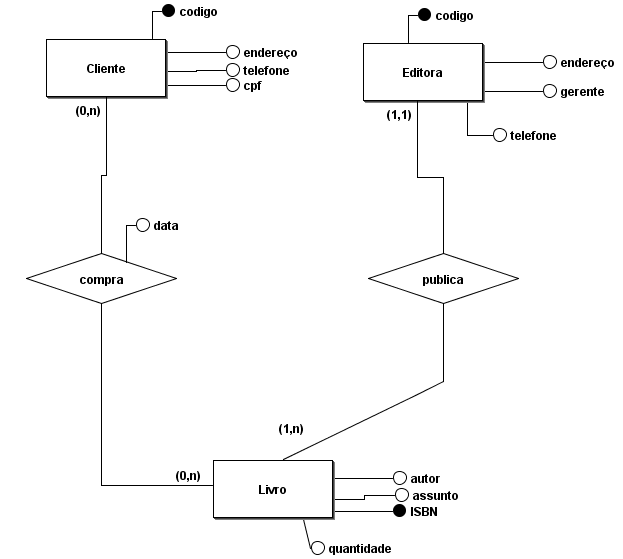 codigo
Cliente
endereço
telefone
cpf
(0,n)
codigo
Editora
endereço
gerente
telefone
(1,1)
data
compra
publica
(1,n)
(0,n)
Livro
autor
assunto
ISBN
quantidade